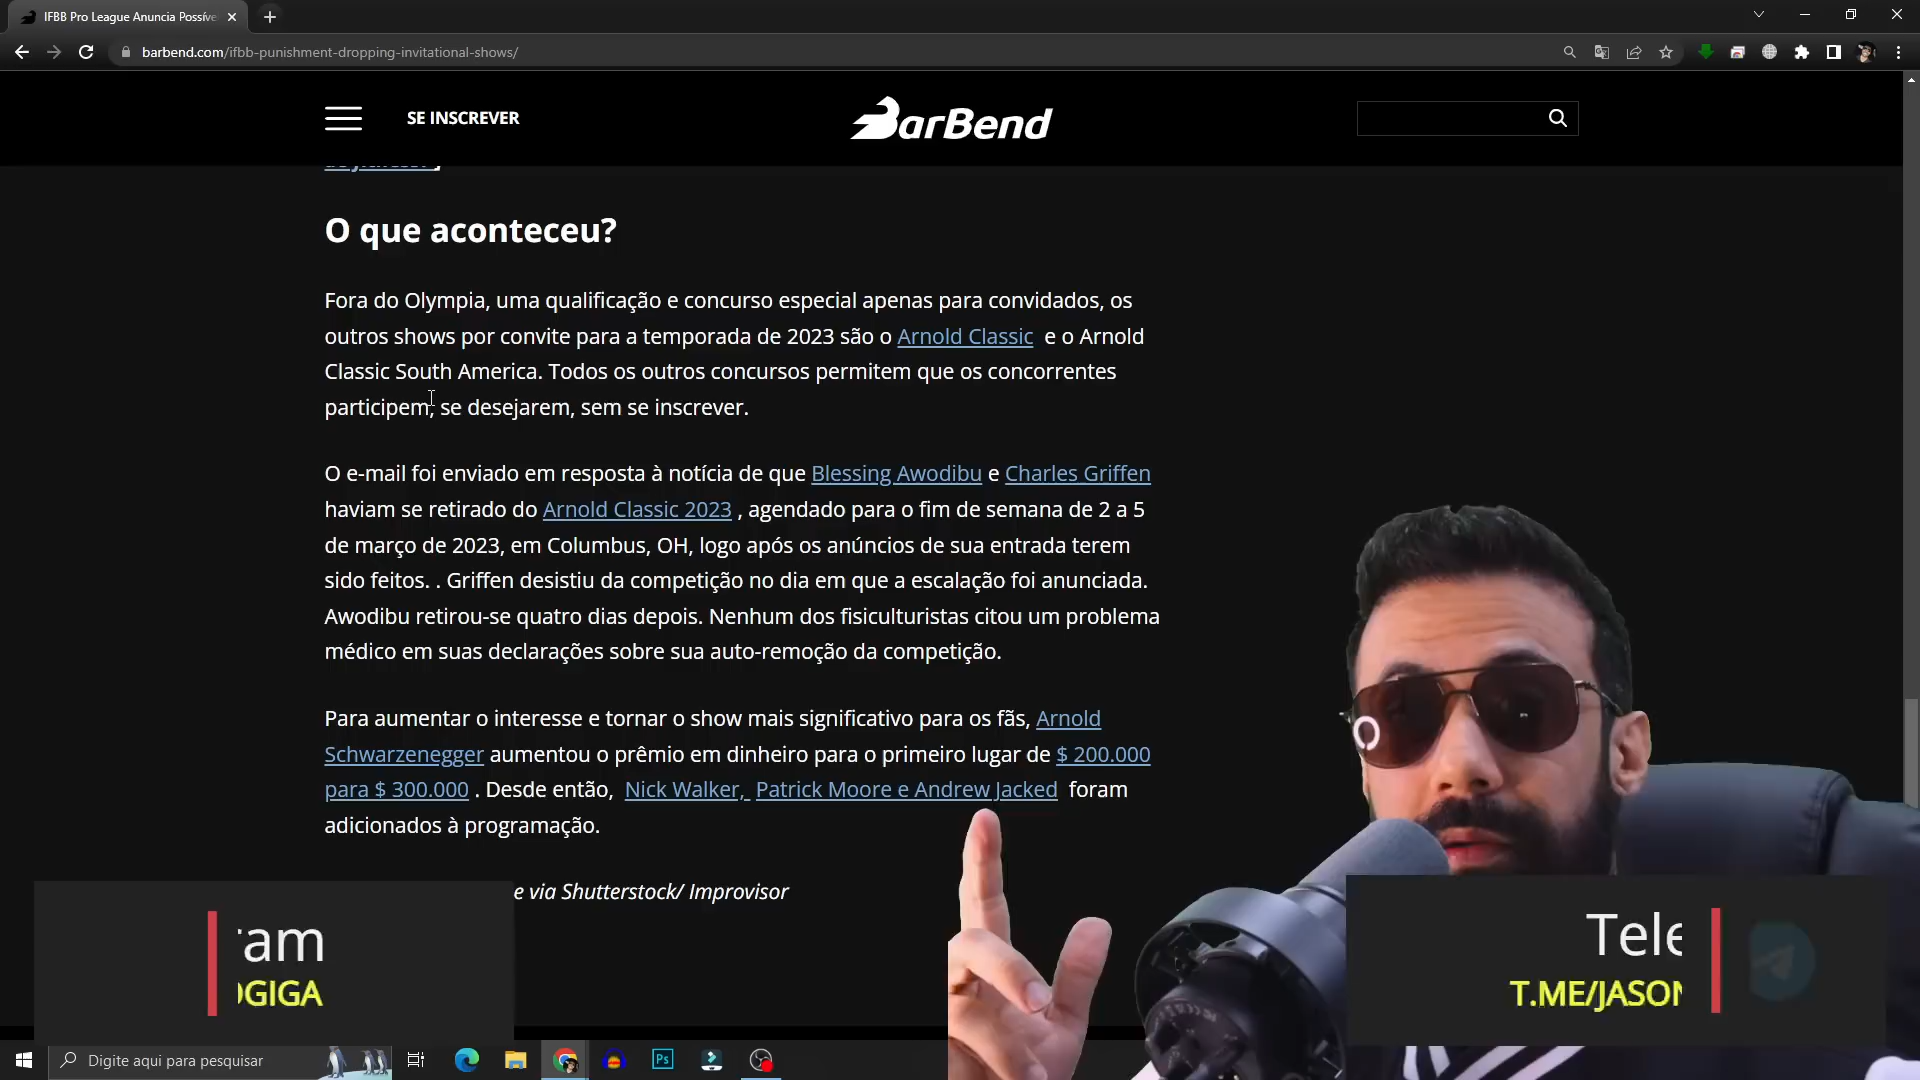 IFBB Pro League Anuncia Possíve
barbend.com/ifbb-punishment-dropping-invitational-shows/
SE INSCREVER
BarBend
O que aconteceu?
Fora do Olympia, uma qualificação e concurso especial apenas para convidados, os
outros shows por convite para a temporada de 2023 são o Arnold Classic e o Arnold
Classic South America. Todos os outros concursos permitem que os concorrentes
participem, se desejarem, sem se inscrever.
O e-mail foi enviado em resposta à notícia de que Blessing Awodibu e Charles Griffen
haviam se retirado do Arnold Classic 2023 , agendado para o fim de semana de 2 a 5
de março de 2023, em Columbus, OH, logo após os anúncios de sua entrada terem
sido feitos. . Griffen desistiu da competição no dia em que a escalação foi anunciada.
Awodibu retirou-se quatro dias depois. Nenhum dos fisiculturistas citou um problema
médico em suas declarações sobre sua auto-remoção da competição.
Para aumentar o interesse e tornar o show mais significativo para os fãs, Arnold
Schwarzenegger aumentou o prêmio em dinheiro para o primeiro lugar de $ 200.000
para $ 300.000 . Desde então, Nick Walker, Patrick Moore e Andrew Jacked foram
adicionados à programação.
e via Shutterstock/ Improvisor
ram
OGIGA
Tele
T.ME/JASON
Digite aqui para pesquisar
Ps